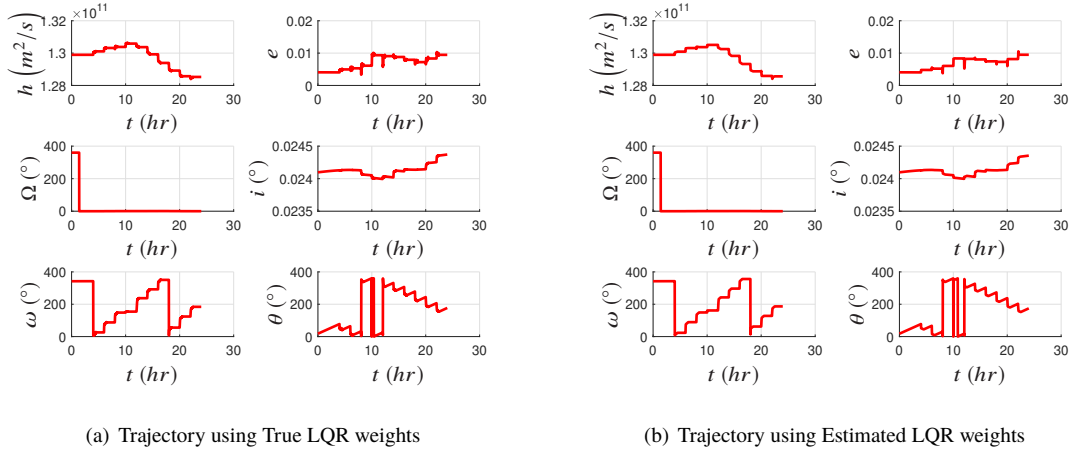 ×10¹¹
1.32
1.3
1.28
h (m²/s)
0 10 20 30
t (hr)
0.02
0.01
0
e
0 10 20 30
t (hr)
×10¹¹
1.32
1.3
1.28
h (m²/s)
0 10 20 30
t (hr)
0.02
0.01
0
e
0 10 20 30
t (hr)
400
200
0
Ω (°)
0 10 20 30
t (hr)
0.0245
0.024
0.0235
i (°)
0 10 20 30
t (hr)
400
200
0
Ω (°)
0 10 20 30
t (hr)
0.0245
0.024
0.0235
i (°)
0 10 20 30
t (hr)
400
200
0
ω (°)
0 10 20 30
t (hr)
400
200
0
θ (°)
0 10 20 30
t (hr)
400
200
0
ω (°)
0 10 20 30
t (hr)
400
200
0
θ (°)
0 10 20 30
t (hr)
(a) Trajectory using True LQR weights
(b) Trajectory using Estimated LQR weights